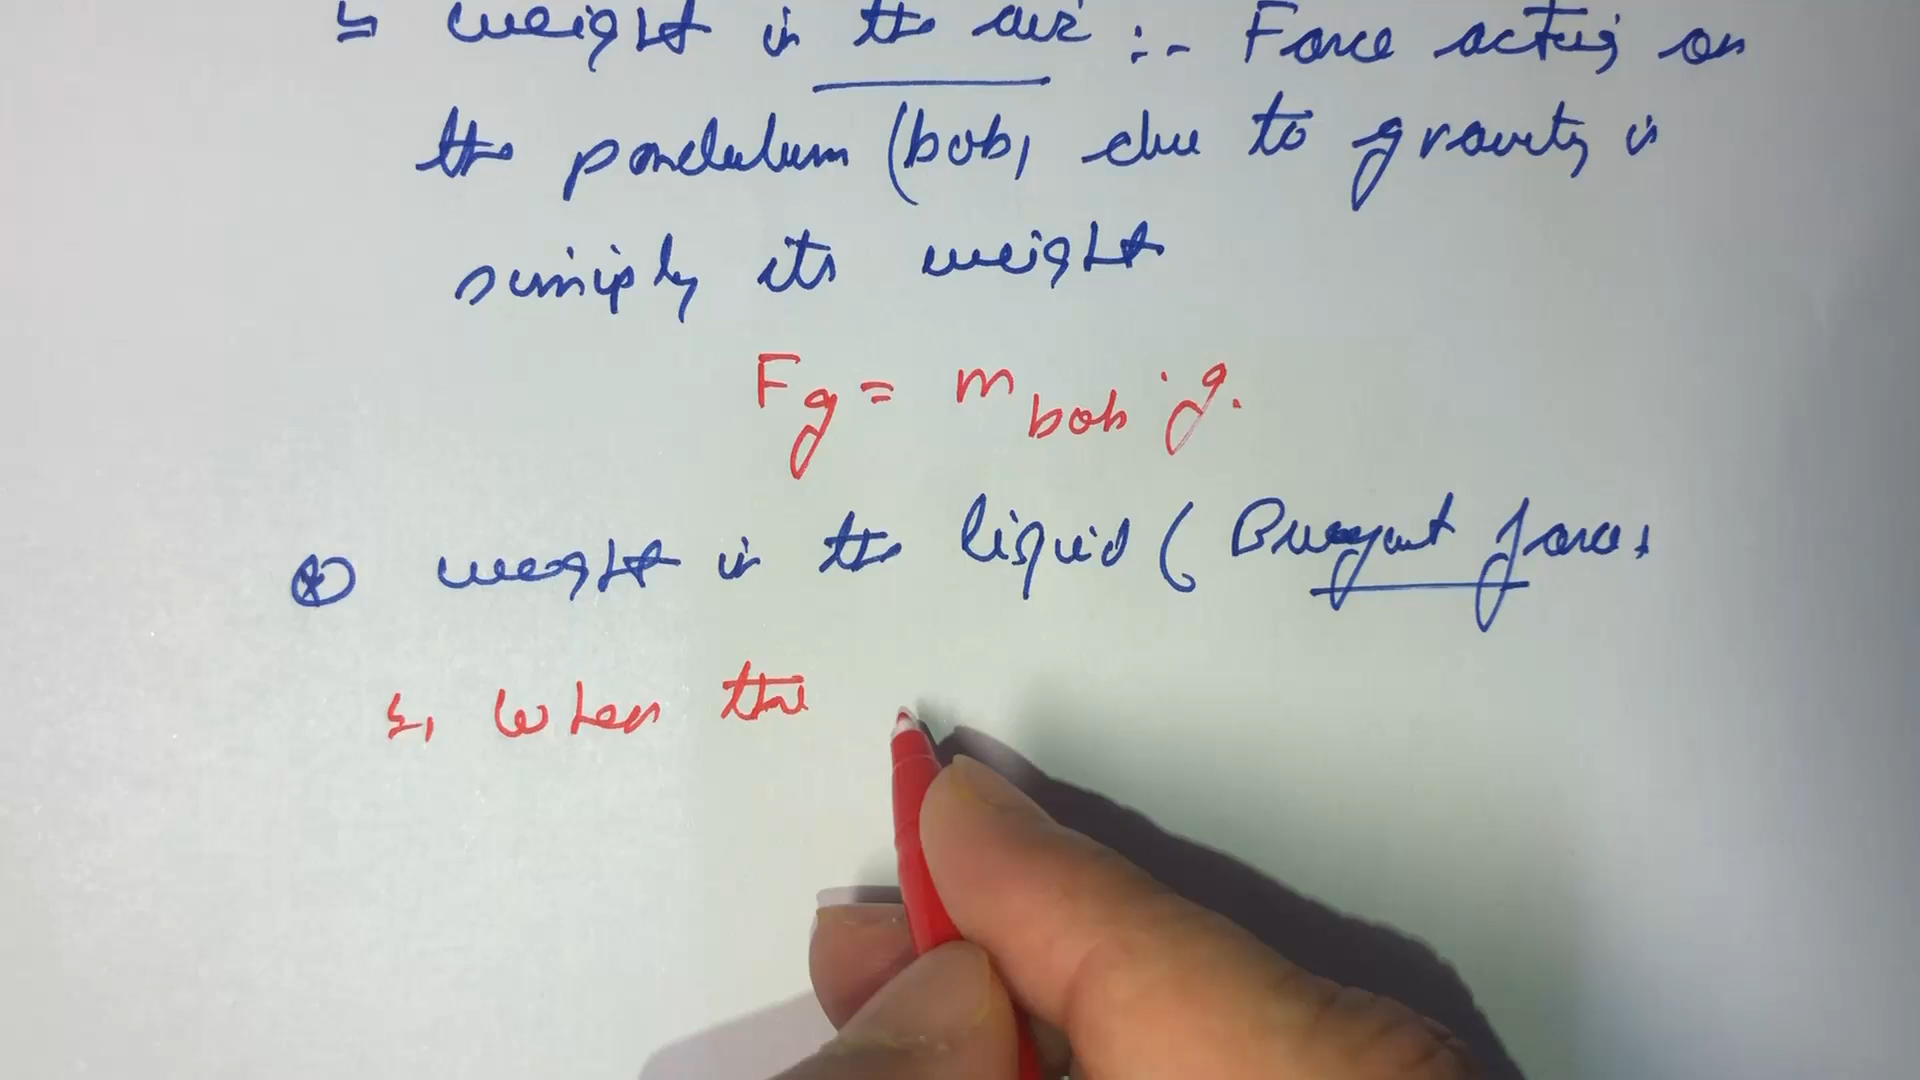 ↳ weight in the air :- Force acting on
the pendulum (bob) due to gravity is
simply its weight
Fg = m bob · g.
⊛ weight in the liquid ( Buoyant force)
↳, When the